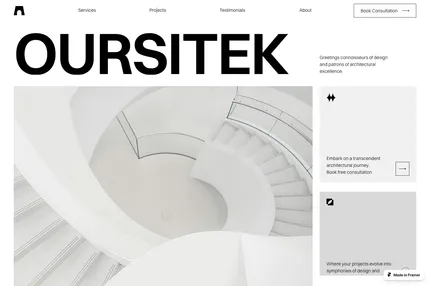 Services
Projects
Testimonials
About
Book Consultation
OURSITEK
Greetings connoisseurs of design
and patrons of architectural
excellence.
Embark on a transcendent
architectural journey.
Book free consultation
Where your projects evolve into
symphonies of design and
Made in Framer